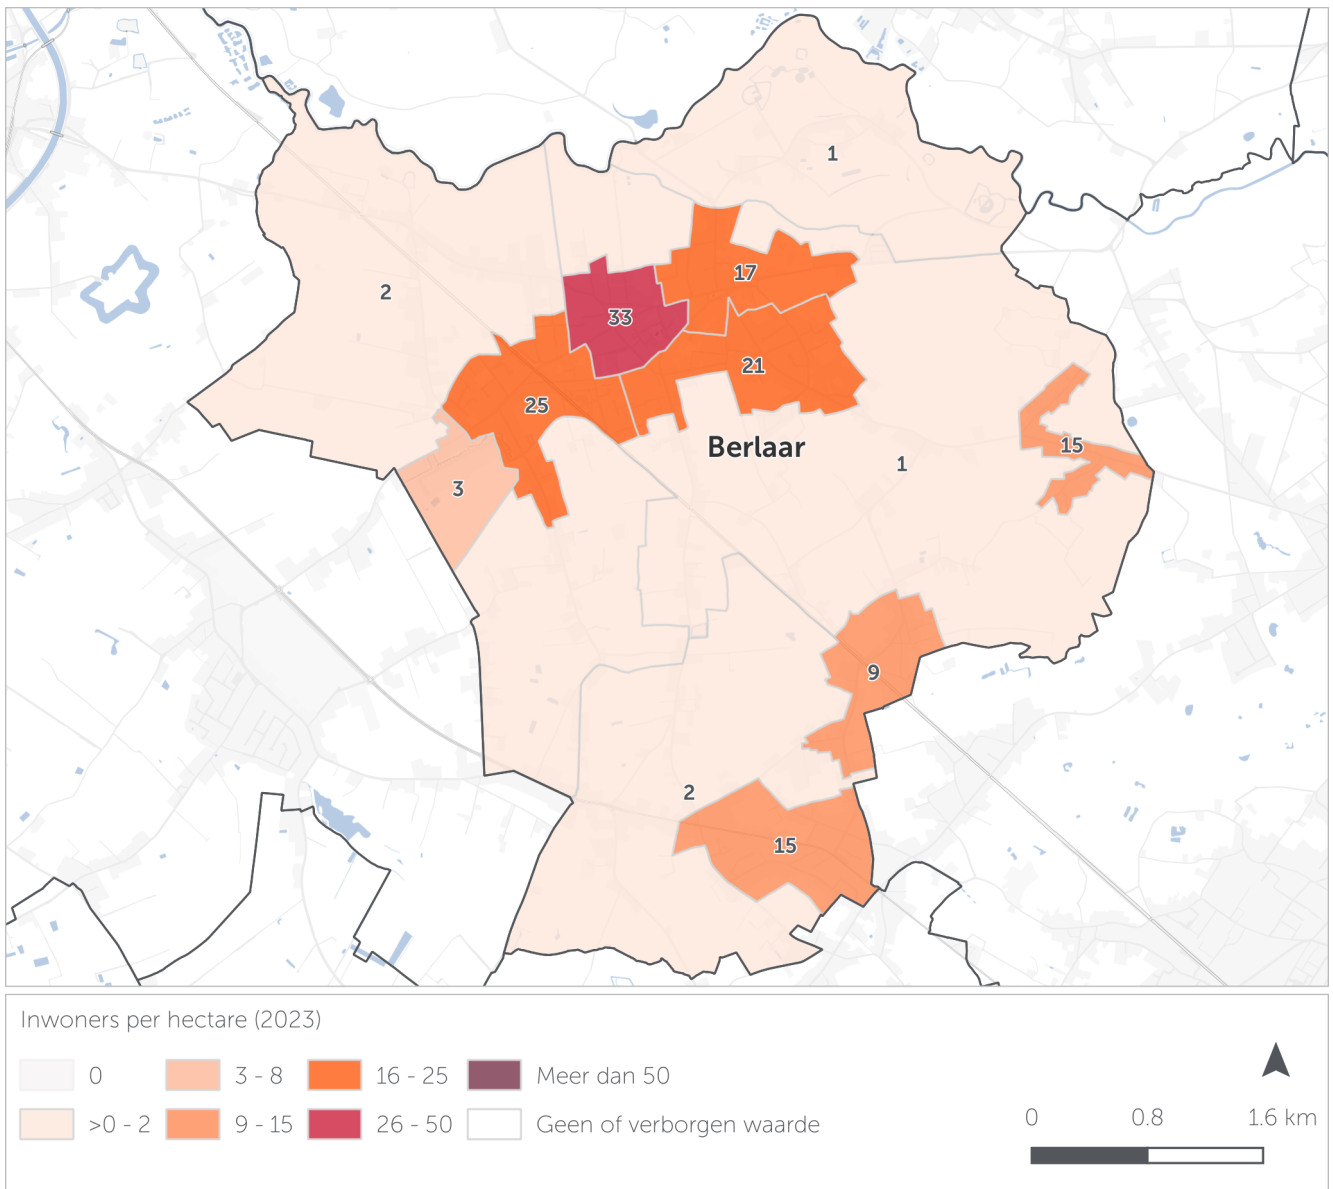 1
2
17
33
21
25
15
Berlaar
1
3
9
2
15
Inwoners per hectare (2023)
0 3 - 8 16 - 25 Meer dan 50
>0 - 2 9 - 15 26 - 50 Geen of verborgen waarde
0 0.8 1.6 km